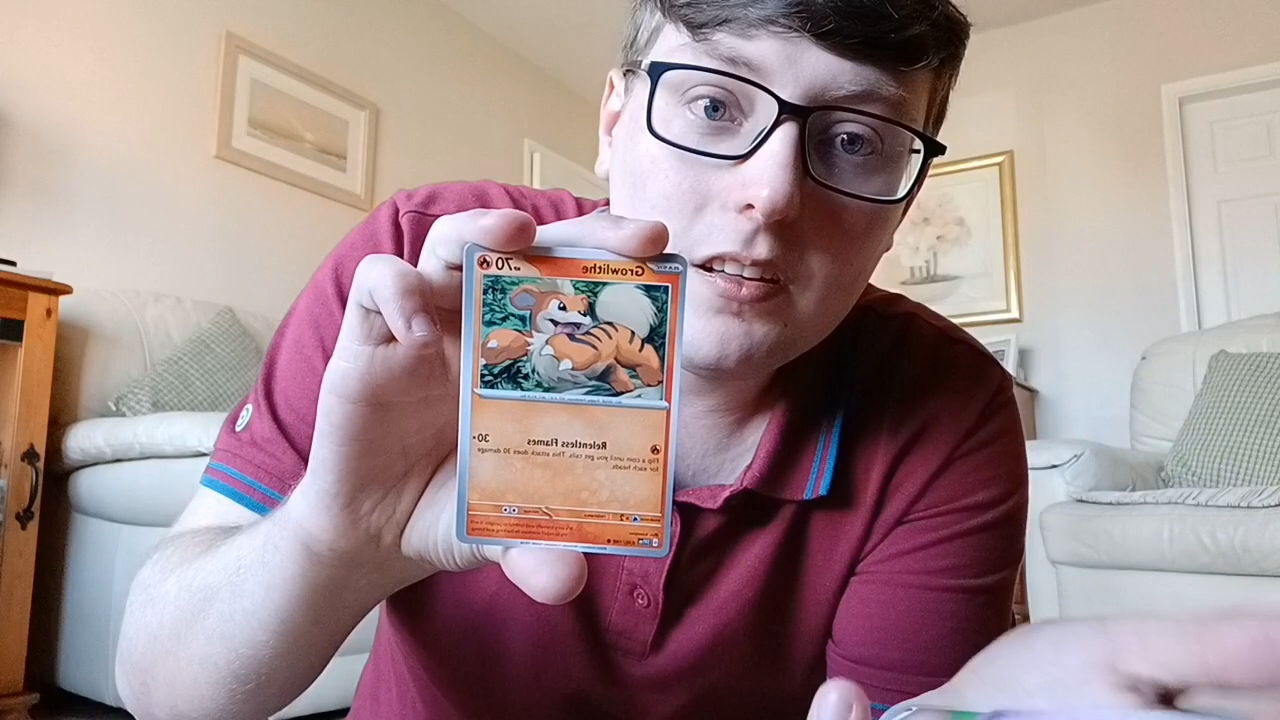 BASIC Growlithe HP 70
Relentless Flames 30×
Flip a coin until you get tails. This attack does 30 damage
for each heads.